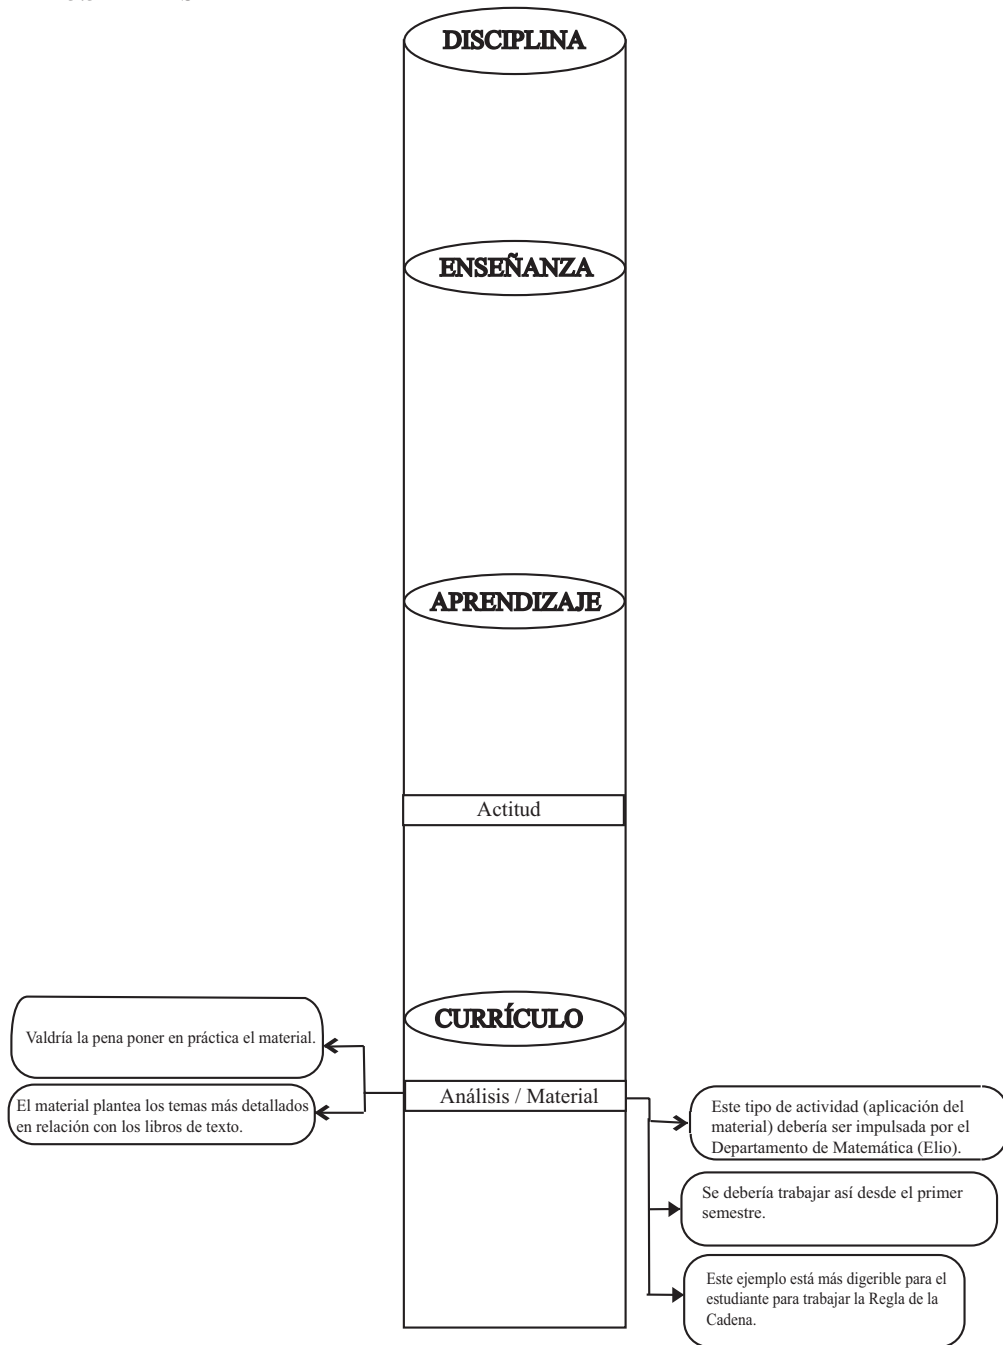 DISCIPLINA
ENSEÑANZA
APRENDIZAJE
Actitud
CURRÍCULO
Valdría la pena poner en práctica el material.
Análisis / Material
El material plantea los temas más detallados
en relación con los libros de texto.
Este tipo de actividad (aplicación del
material) debería ser impulsada por el
Departamento de Matemática (Elio).
Se debería trabajar así desde el primer
semestre.
Este ejemplo está más digerible para el
estudiante para trabajar la Regla de la
Cadena.